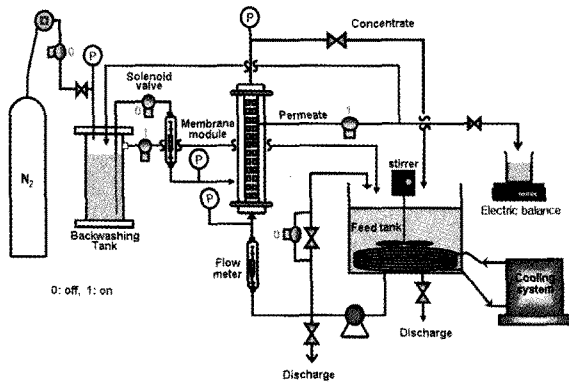 P
Concentrate
0
P
Solenoid
valve
0
Permeate
1
Membrane
module
1
P
stirrer
N2
P
Electric balance
Backwashing
Tank
0
Feed tank
Flow
meter
Cooling
system
0: off, 1: on
Discharge
Discharge